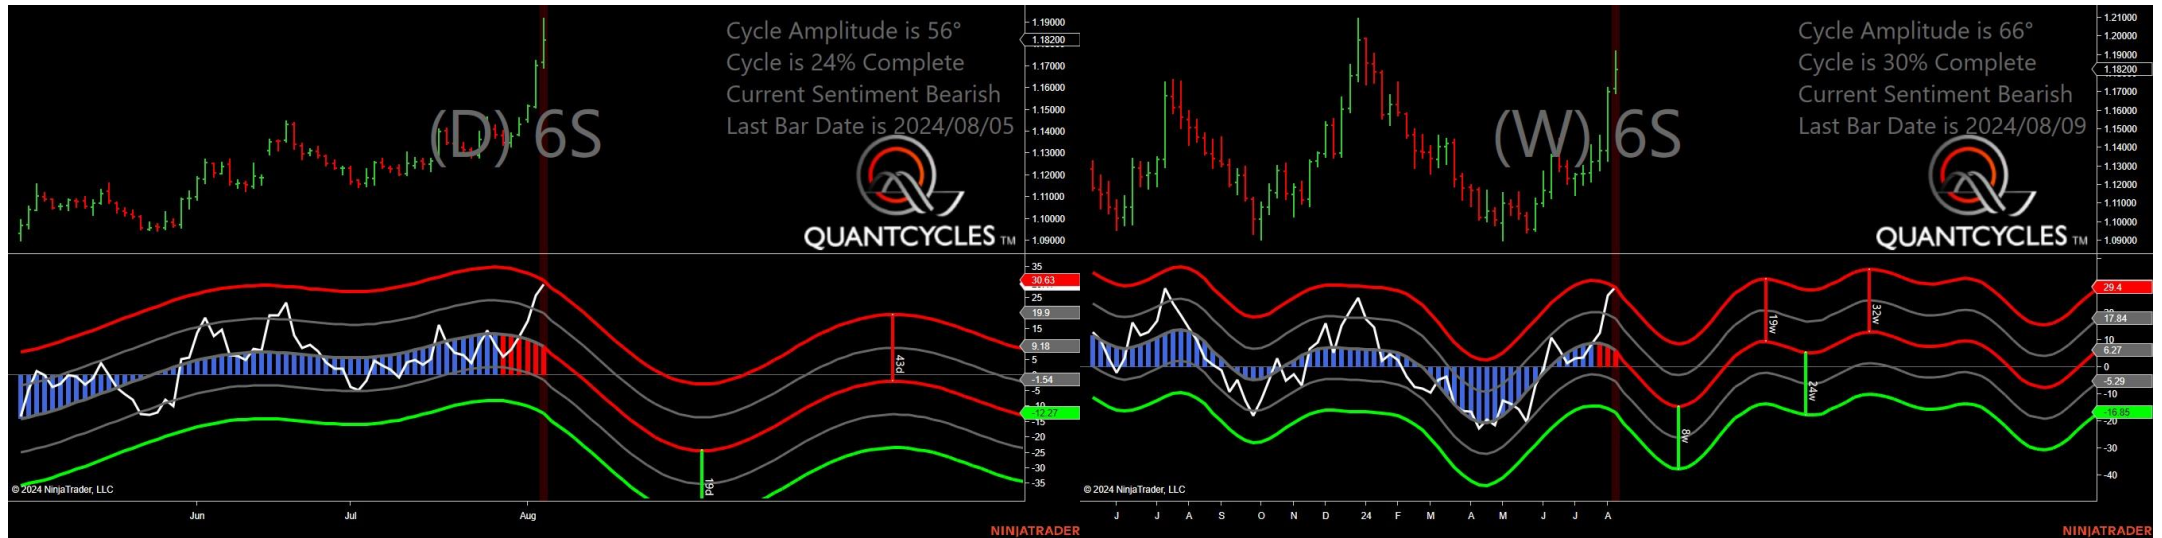 Cycle Amplitude is 56°
Cycle is 24% Complete
Current Sentiment Bearish
Last Bar Date is 2024/08/05
(D) 6S
QUANTCYCLES TM
1.19000
1.18200
1.17000
1.16000
1.15000
1.14000
1.13000
1.12000
1.11000
1.10000
1.09000
35
30.63
25
19.9
15
9.18
5
-1.54
-5
-12.27
-15
-20
-25
-30
-35
43d
19d
© 2024 NinjaTrader, LLC
Jun
Jul
Aug
NINJATRADER
Cycle Amplitude is 66°
Cycle is 30% Complete
Current Sentiment Bearish
Last Bar Date is 2024/08/09
(W) 6S
QUANTCYCLES TM
1.21000
1.20000
1.19000
1.18200
1.17000
1.16000
1.15000
1.14000
1.13000
1.12000
1.11000
1.10000
1.09000
29.4
17.84
10
6.27
0
-5.29
-10
-16.85
-20
-30
-40
19w
32w
24w
8w
© 2024 NinjaTrader, LLC
J
J
A
S
O
N
D
24
F
M
A
M
J
J
A
NINJATRADER